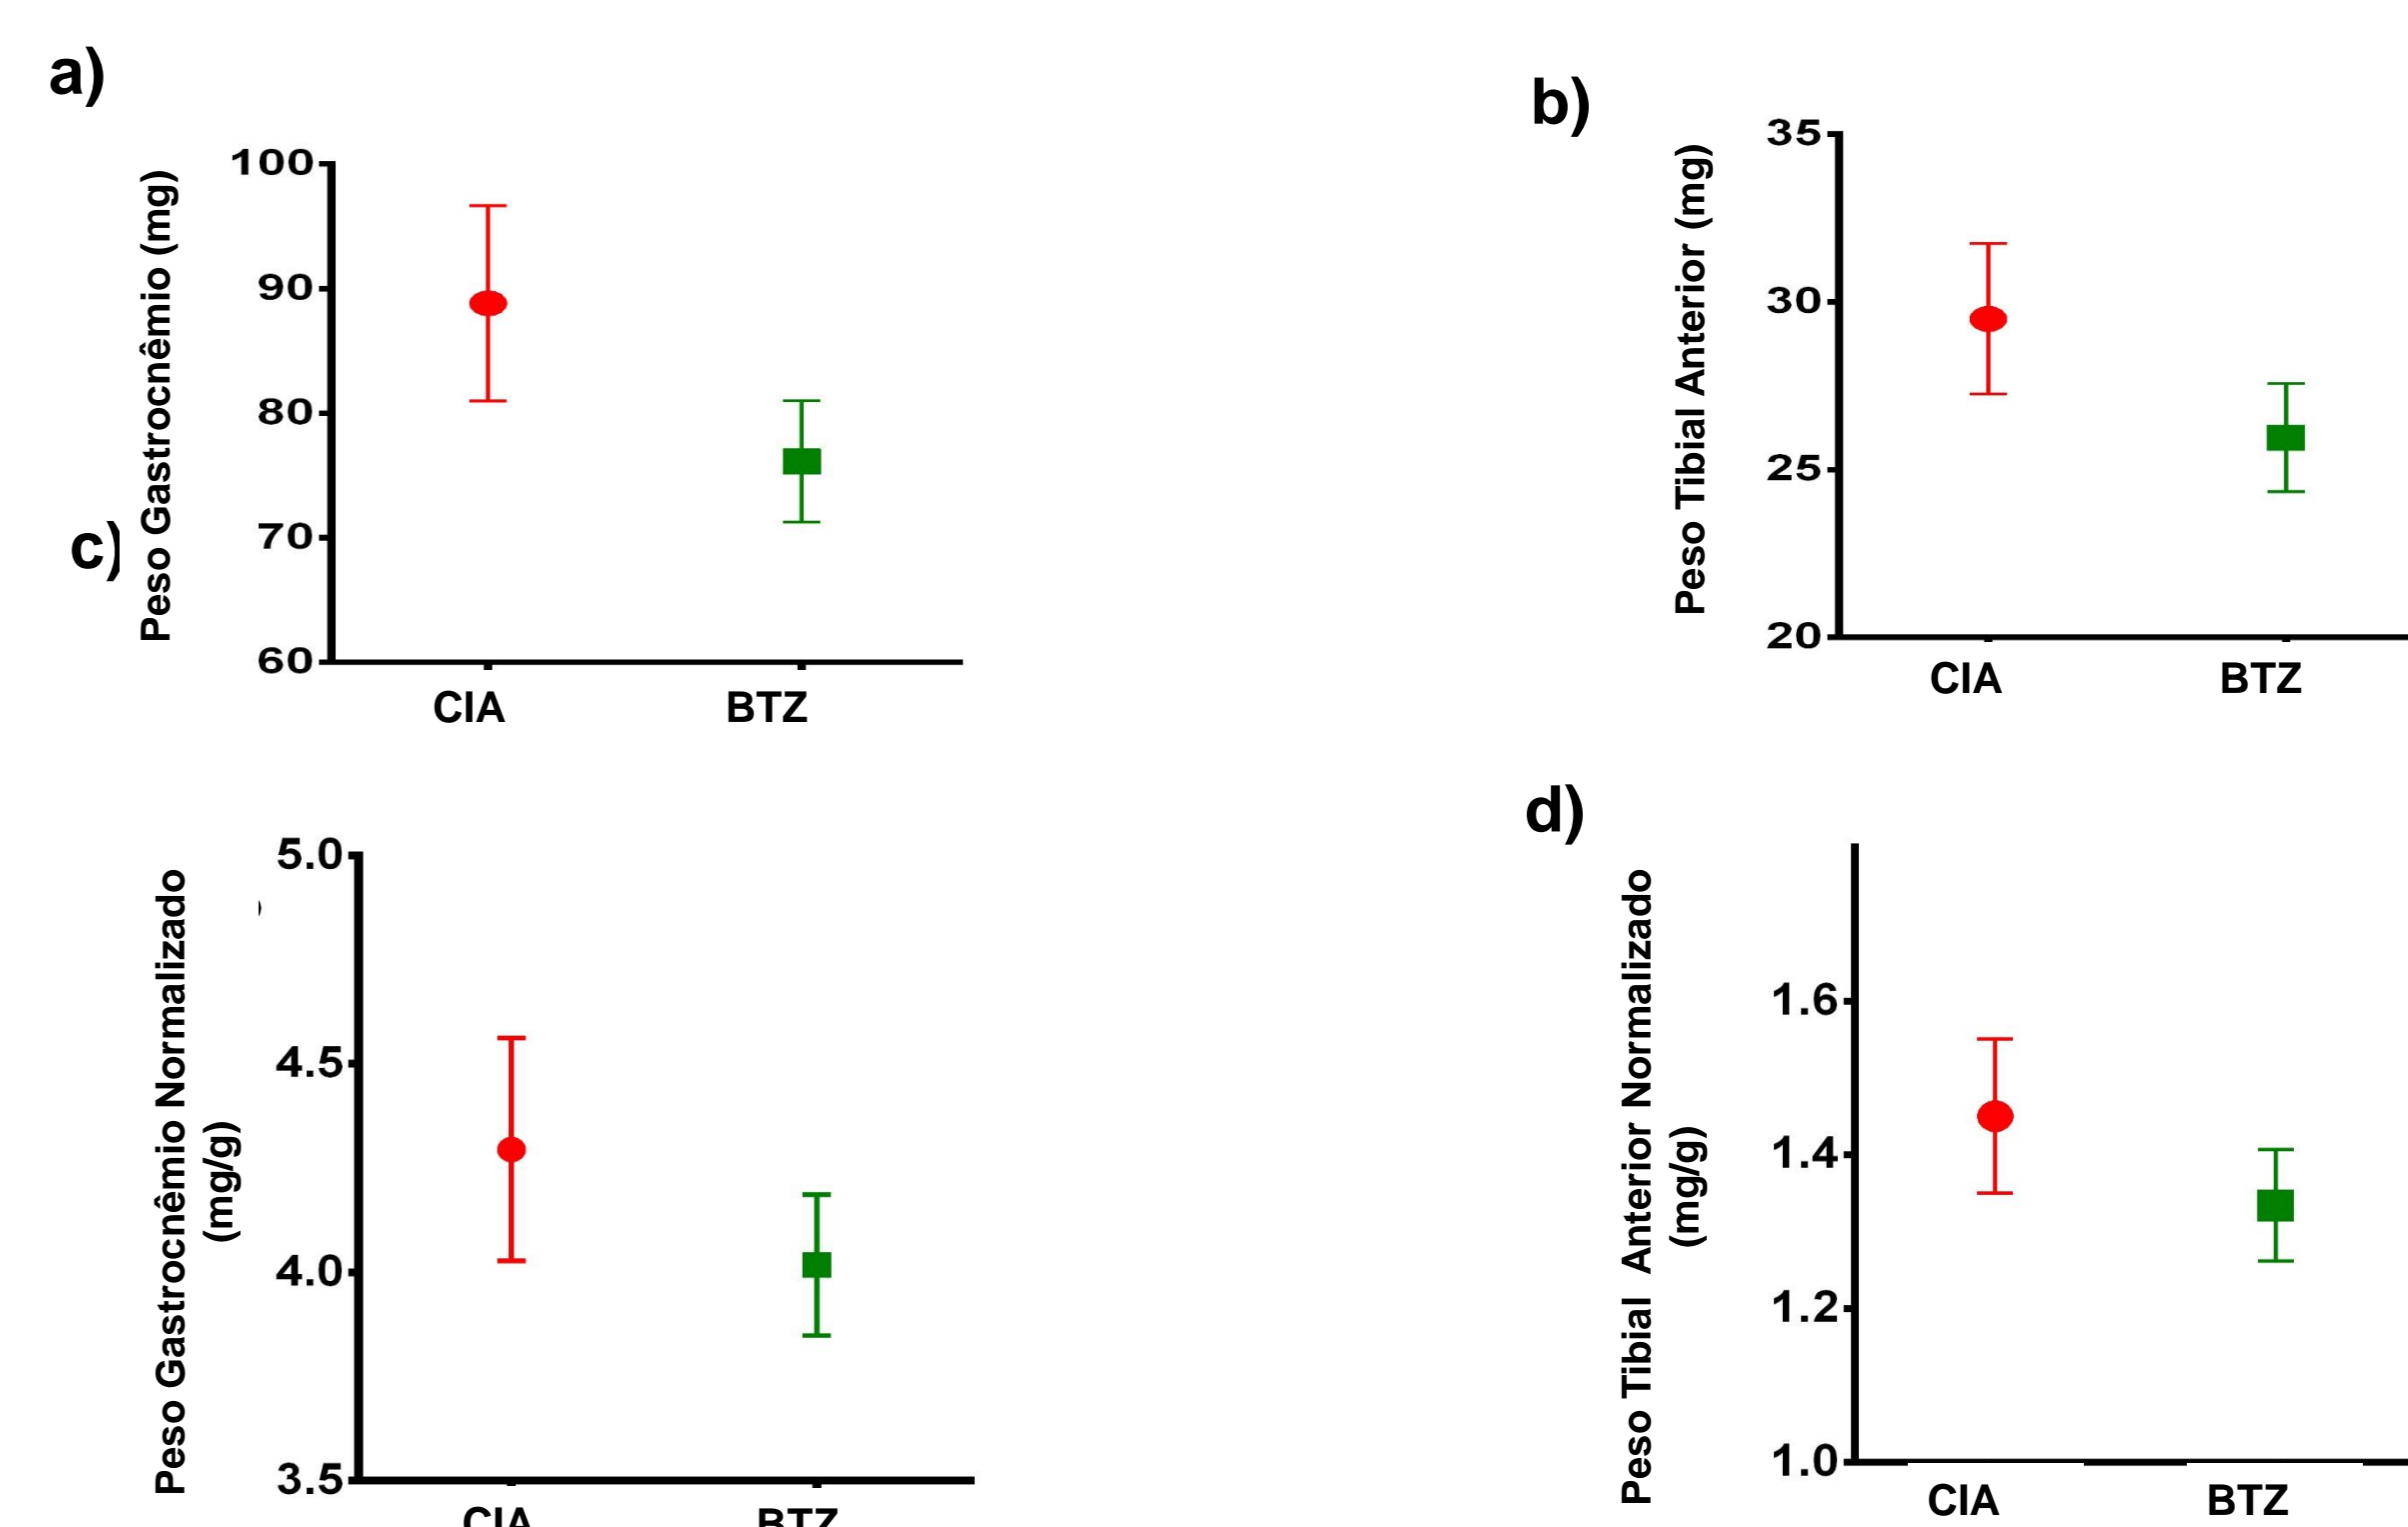 a)
Peso Gastrocnêmio (mg)
100
90
80
70
60
CIA BTZ
b)
Peso Tibial Anterior (mg)
35
30
25
20
CIA BTZ
c)
Peso Gastrocnêmio Normalizado
(mg/g)
5.0
4.5
4.0
3.5
CIA BTZ
d)
Peso Tibial Anterior Normalizado
(mg/g)
1.6
1.4
1.2
1.0
CIA BTZ